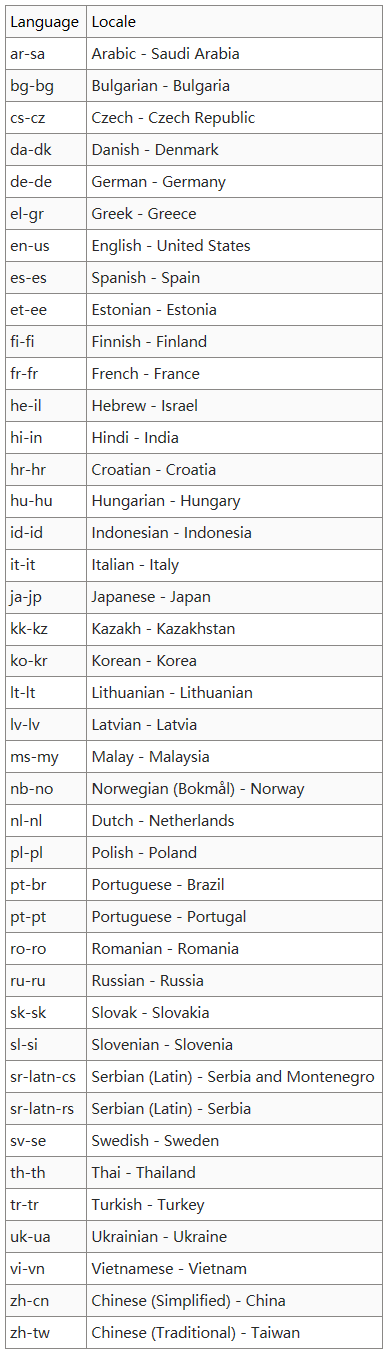 Language Locale
ar-sa Arabic - Saudi Arabia
bg-bg Bulgarian - Bulgaria
cs-cz Czech - Czech Republic
da-dk Danish - Denmark
de-de German - Germany
el-gr Greek - Greece
en-us English - United States
es-es Spanish - Spain
et-ee Estonian - Estonia
fi-fi Finnish - Finland
fr-fr French - France
he-il Hebrew - Israel
hi-in Hindi - India
hr-hr Croatian - Croatia
hu-hu Hungarian - Hungary
id-id Indonesian - Indonesia
it-it Italian - Italy
ja-jp Japanese - Japan
kk-kz Kazakh - Kazakhstan
ko-kr Korean - Korea
lt-lt Lithuanian - Lithuanian
lv-lv Latvian - Latvia
ms-my Malay - Malaysia
nb-no Norwegian (Bokmål) - Norway
nl-nl Dutch - Netherlands
pl-pl Polish - Poland
pt-br Portuguese - Brazil
pt-pt Portuguese - Portugal
ro-ro Romanian - Romania
ru-ru Russian - Russia
sk-sk Slovak - Slovakia
sl-si Slovenian - Slovenia
sr-latn-cs Serbian (Latin) - Serbia and Montenegro
sr-latn-rs Serbian (Latin) - Serbia
sv-se Swedish - Sweden
th-th Thai - Thailand
tr-tr Turkish - Turkey
uk-ua Ukrainian - Ukraine
vi-vn Vietnamese - Vietnam
zh-cn Chinese (Simplified) - China
zh-tw Chinese (Traditional) - Taiwan